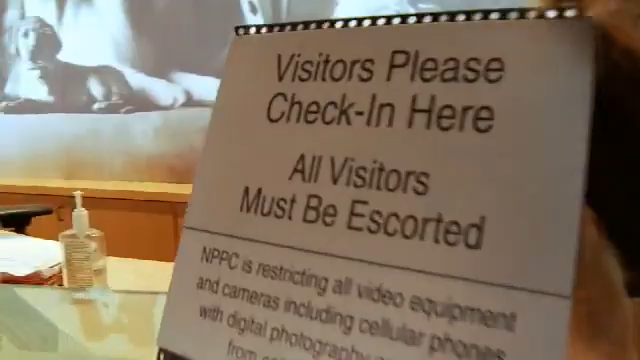 Visitors Please
Check-In Here
All Visitors
Must Be Escorted
NPPC is restricting all video equipment
and cameras including cellular phones
with digital photography
from